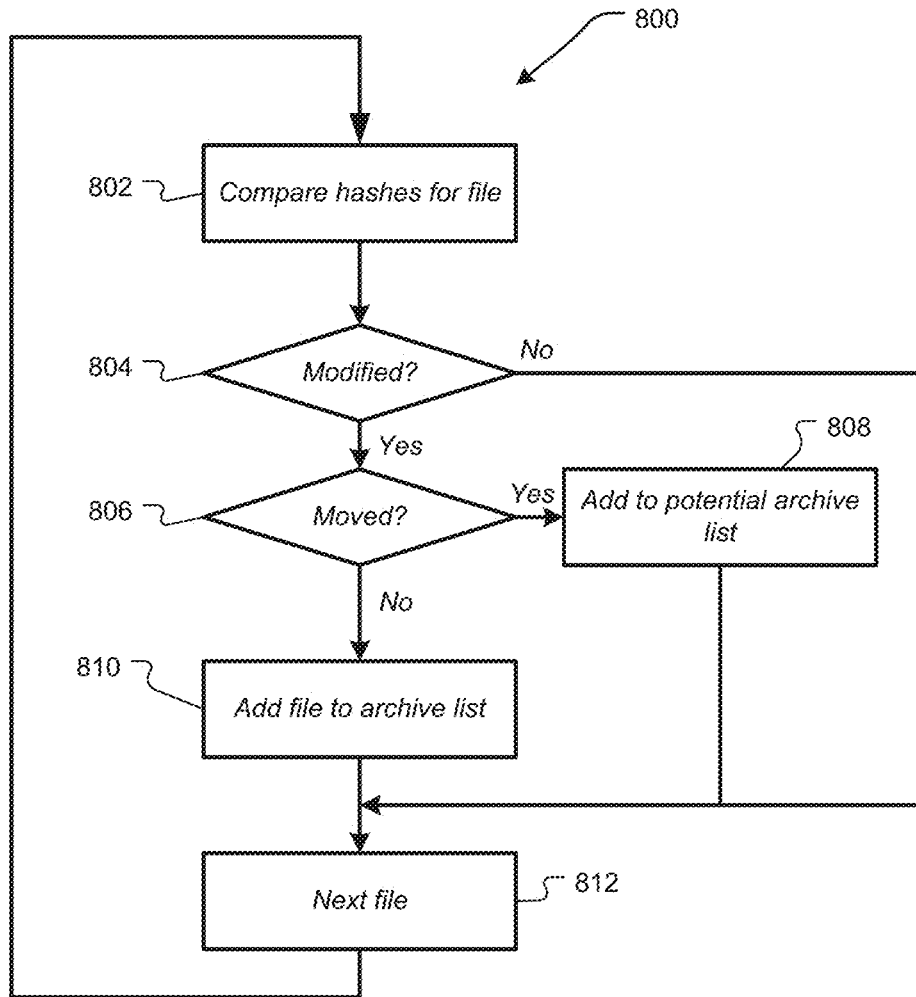 800
802
Compare hashes for file
804
Modified?
No
Yes
808
806
Moved?
Yes
Add to potential archive
list
No
810
Add file to archive list
Next file
812